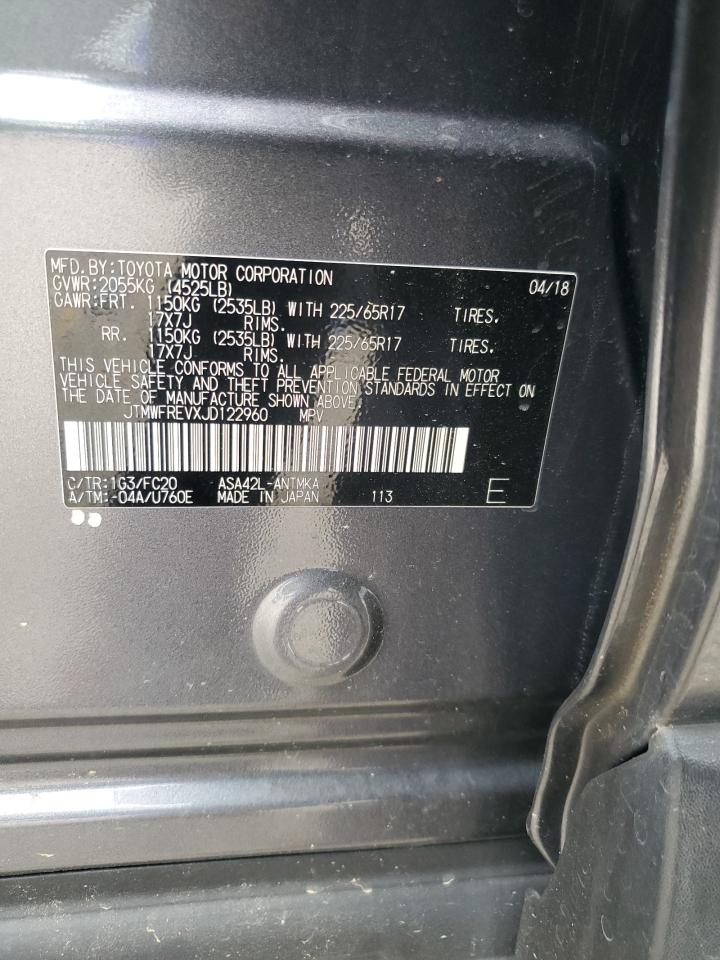 MFD.BY:TOYOTA MOTOR CORPORATION 04/18
GVWR:2055KG (4525LB)
GAWR:FRT. 1150KG (2535LB) WITH 225/65R17 TIRES.
17X7J RIMS.
RR. 1150KG (2535LB) WITH 225/65R17 TIRES.
17X7J RIMS.
THIS VEHICLE CONFORMS TO ALL APPLICABLE FEDERAL MOTOR
VEHICLE SAFETY AND THEFT PREVENTION STANDARDS IN EFFECT ON
THE DATE OF MANUFACTURE SHOWN ABOVE.
JTMWFREVXJD122960 MPV
C/TR:1G3/FC20 ASA42L-ANTMKA
A/TM:-04A/U760E MADE IN JAPAN 113 E